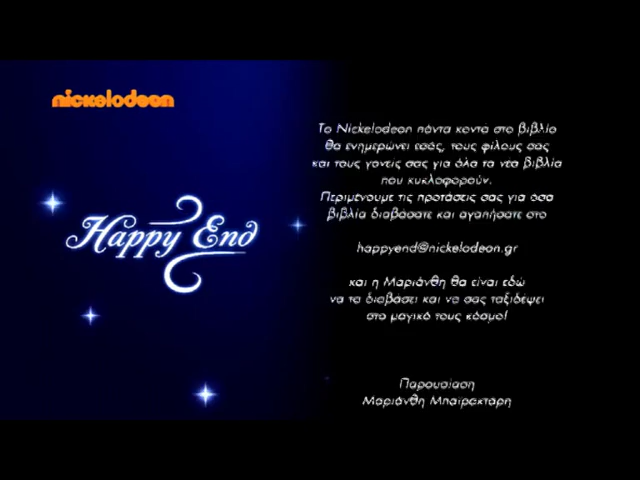 nickelodeon
Happy End
Το Nickelodeon πάντα κοντά στο βιβλίο
θα ενημερώνει εσάς, τους φίλους σας
και τους γονείς σας για όλα τα νέα βιβλία
που κυκλοφορούν.
Περιμένουμε τις προτάσεις σας για όσα
βιβλία διαβάσατε και αγαπήσατε στο
happyend@nickelodeon.gr
και η Μαριάνθη θα είναι εδώ
να τα διαβάσει και να σας ταξιδέψει
στο μαγικό τους κόσμο!
Παρουσίαση
Μαριάνθη Μπαϊρακτάρη